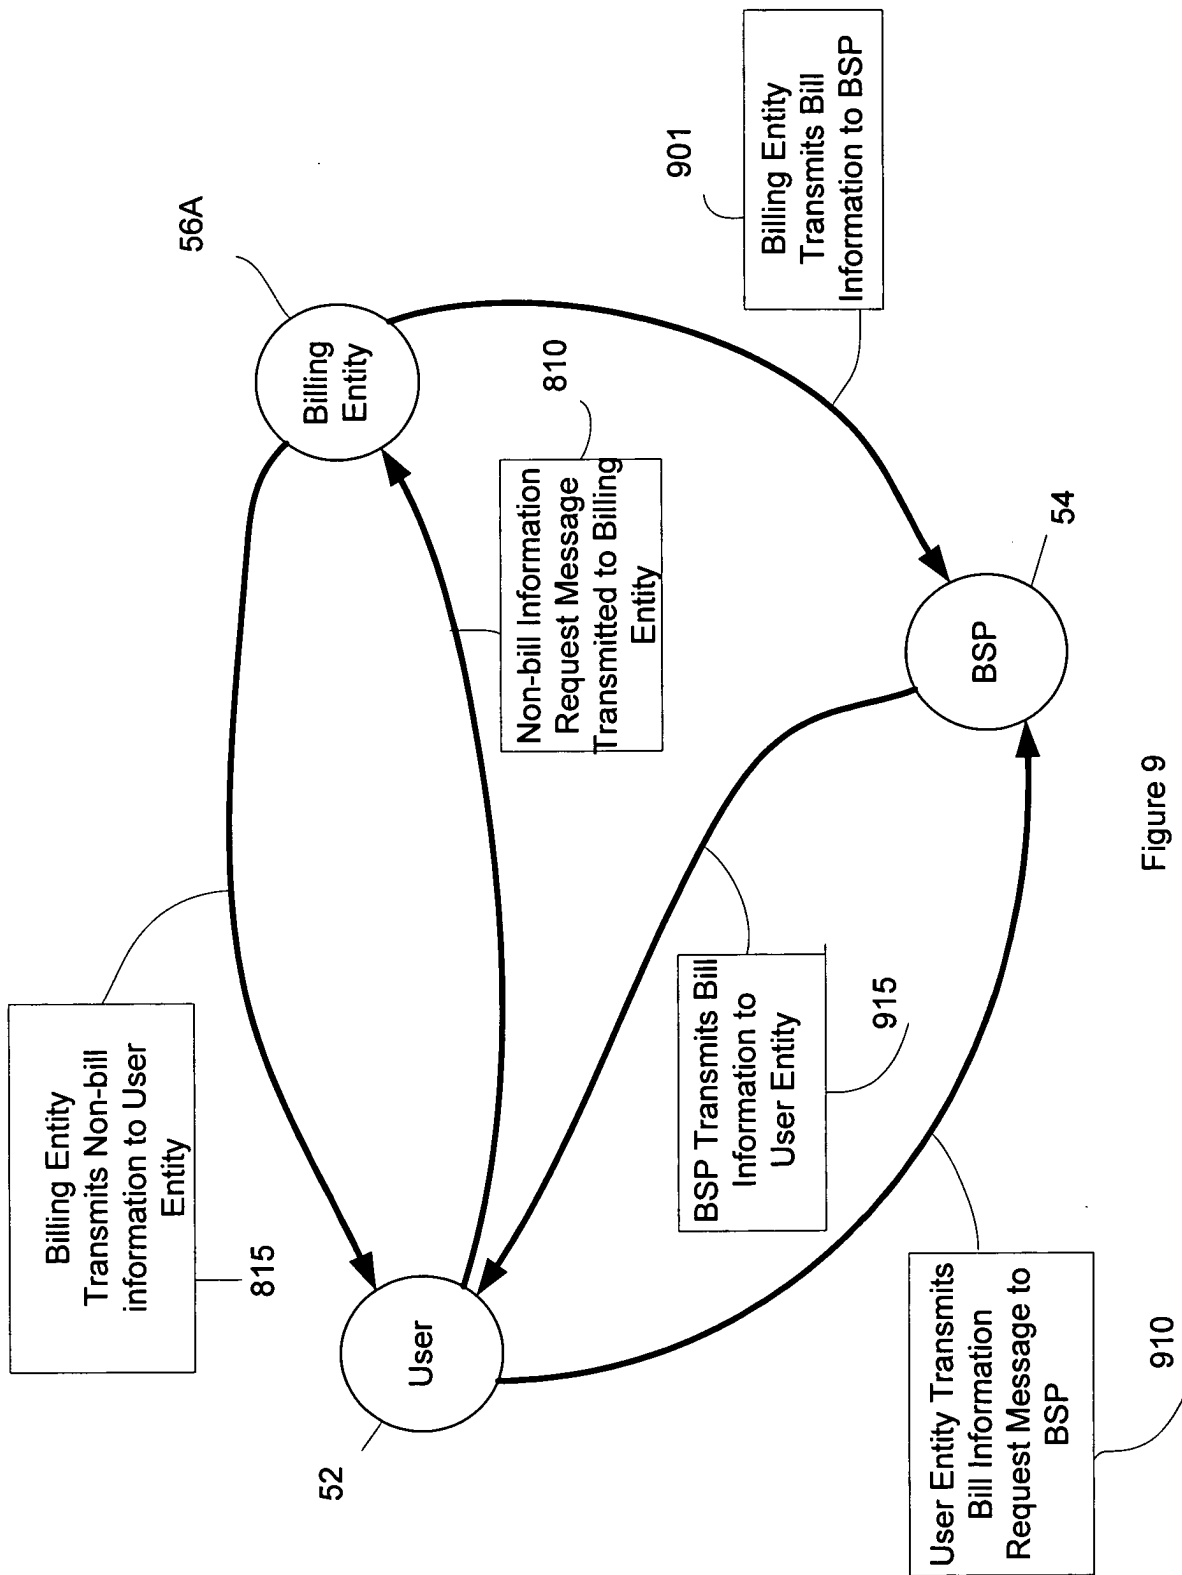 Billing Entity
Transmits Non-bill
information to User
Entity
815
56A
Billing
Entity
810
Non-bill Information
Request Message
Transmitted to Billing
Entity
901
Billing Entity
Transmits Bill
Information to BSP
User
52
BSP Transmits Bill
Information to
User Entity
915
54
BSP
User Entity Transmits
Bill Information
Request Message to
BSP
910
Figure 9